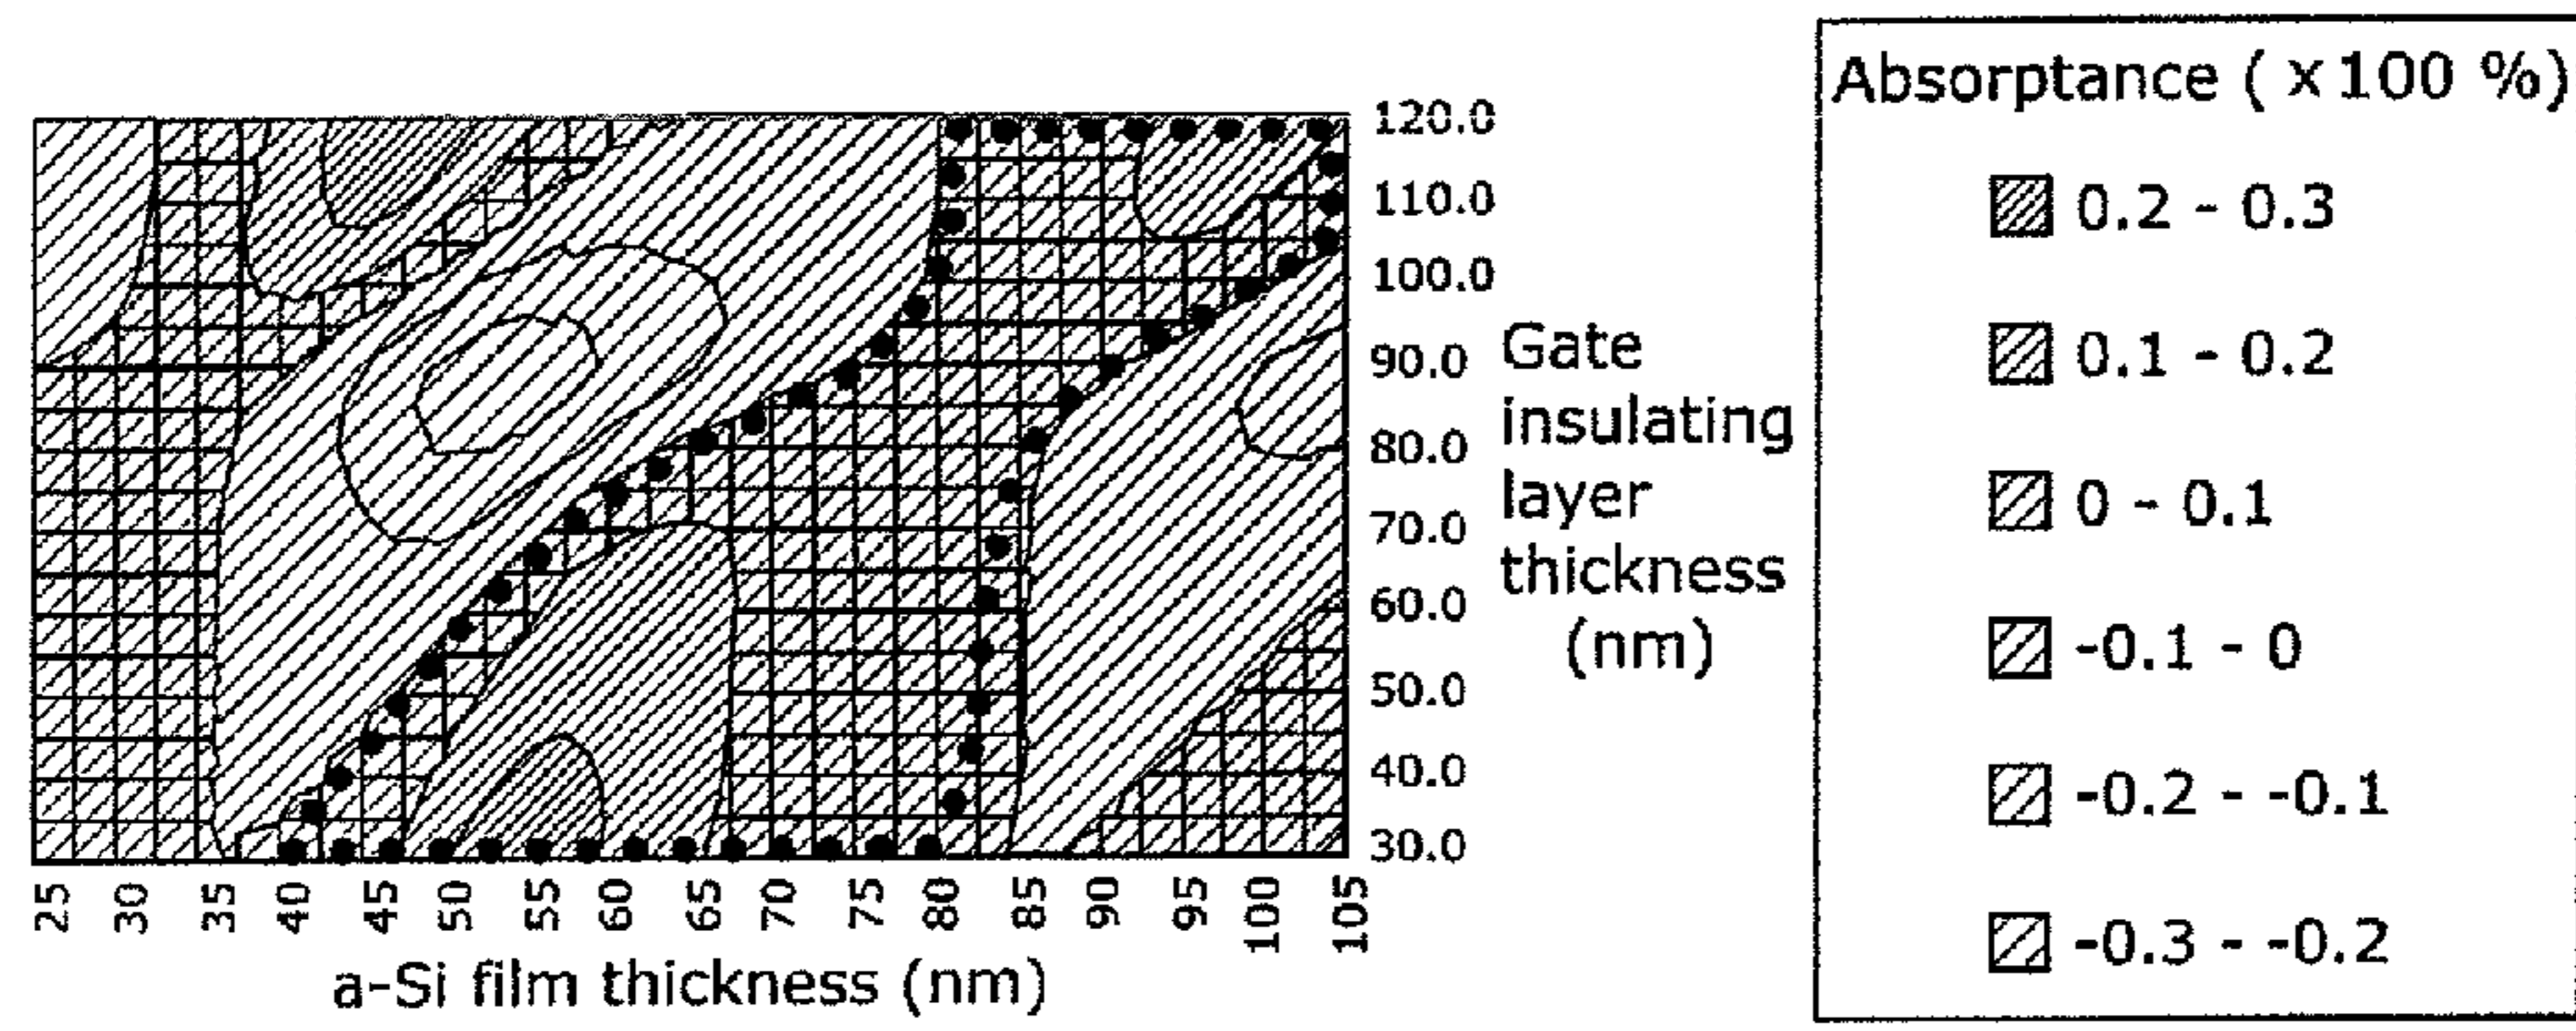 120.0
110.0
100.0
90.0
80.0
70.0
60.0
50.0
40.0
30.0
Gate
insulating
layer
thickness
(nm)
25 30 35 40 45 50 55 60 65 70 75 80 85 90 95 100 105
a-Si film thickness (nm)
Absorptance ( x 100 %)
0.2 - 0.3
0.1 - 0.2
0 - 0.1
-0.1 - 0
-0.2 - -0.1
-0.3 - -0.2